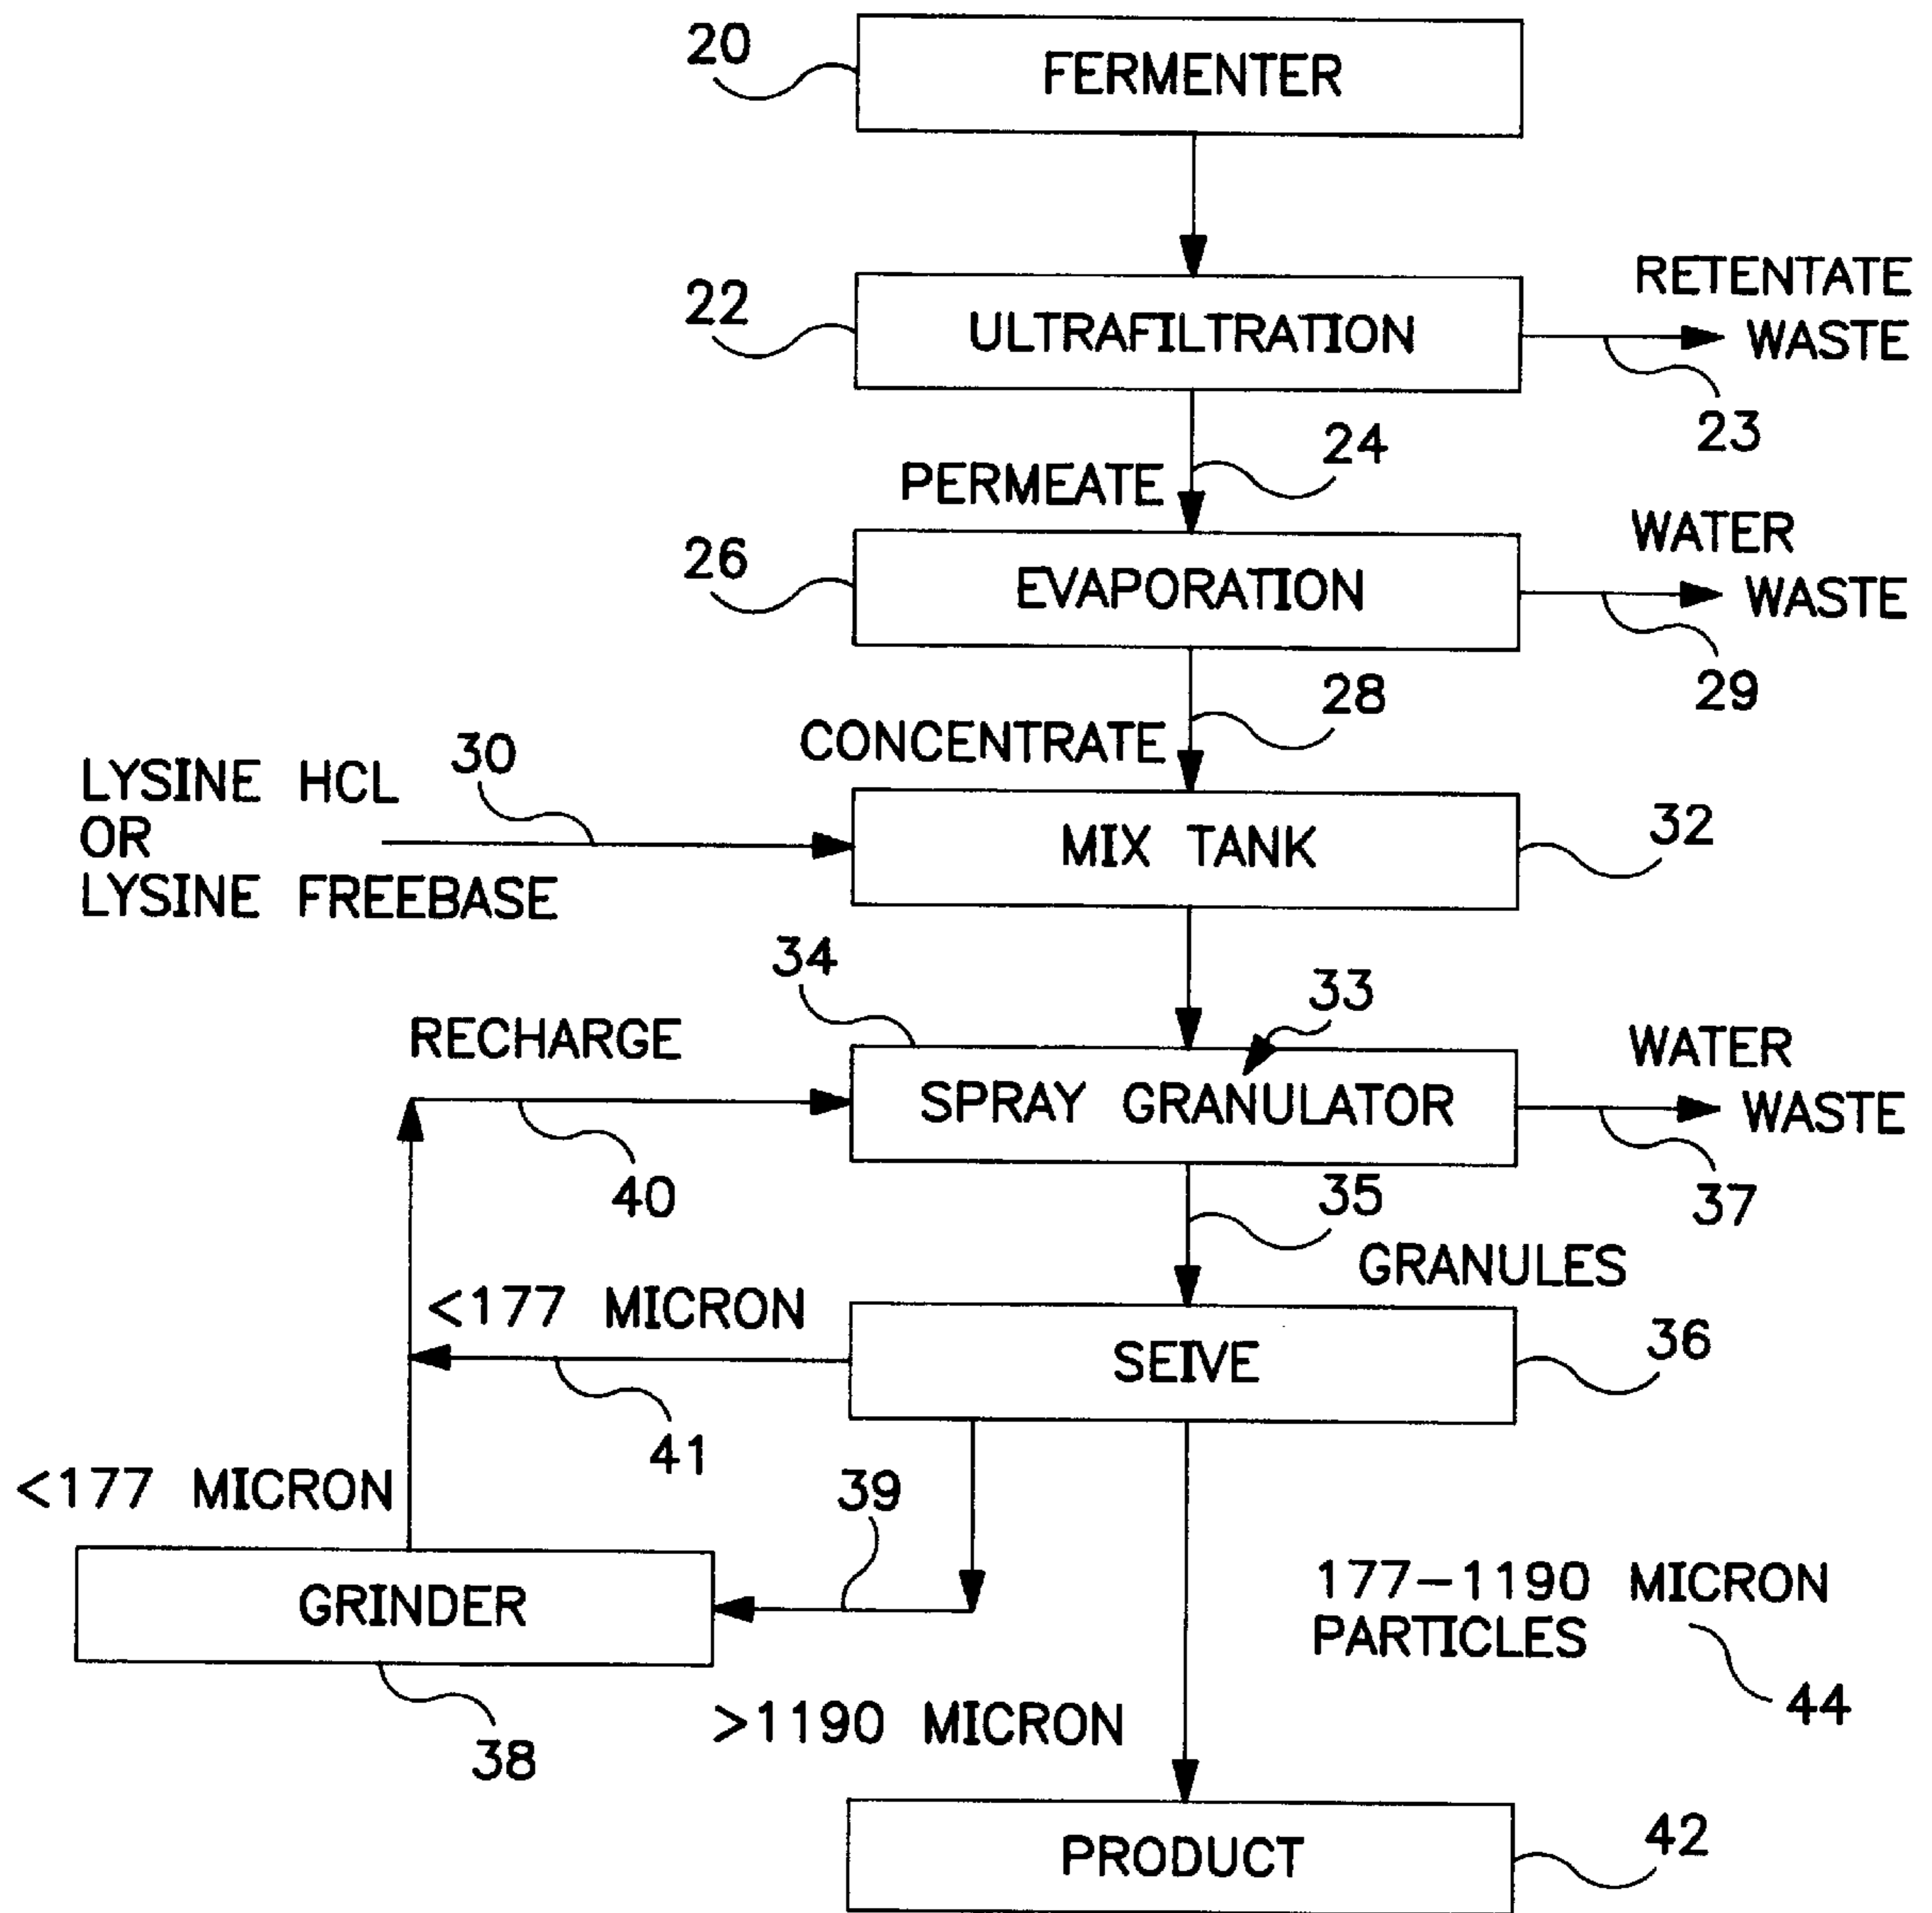 20
FERMENTER
22
ULTRAFILTRATION
RETENTATE
WASTE
23
PERMEATE
24
26
EVAPORATION
WATER
WASTE
29
CONCENTRATE
28
LYSINE HCL
OR
LYSINE FREEBASE
30
MIX TANK
32
34
33
RECHARGE
SPRAY GRANULATOR
WATER
WASTE
40
35
37
GRANULES
<177 MICRON
SEIVE
36
41
<177 MICRON
39
GRINDER
177-1190 MICRON
PARTICLES
44
38
>1190 MICRON
PRODUCT
42